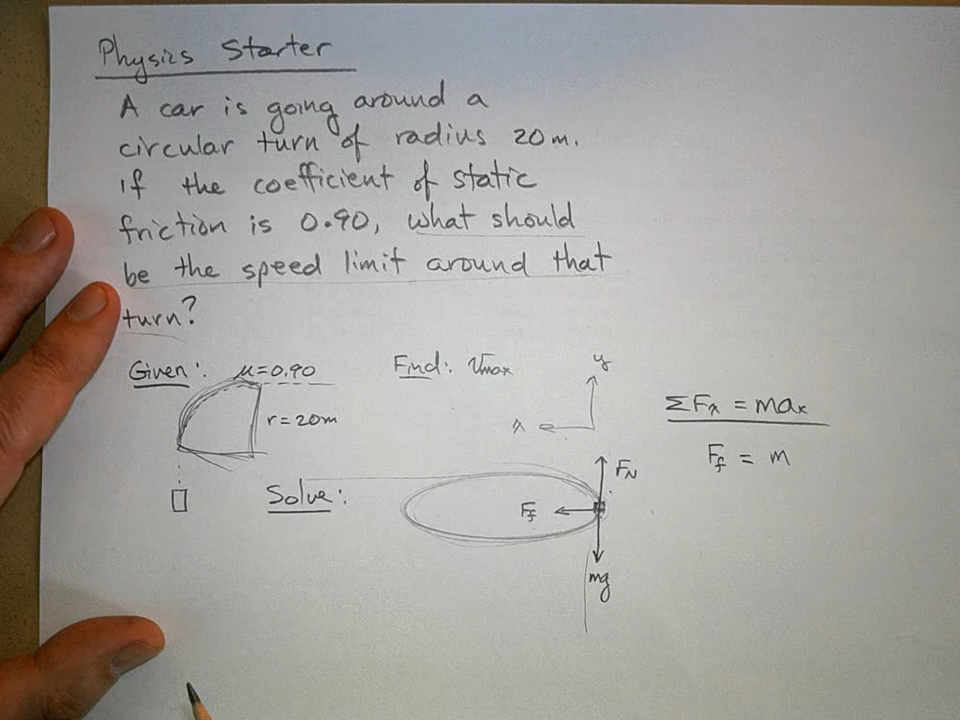 Physics Starter
A car is going around a
circular turn of radius 20m.
If the coefficient of static
friction is 0.90, what should
be the speed limit around that
turn?
Given: μ=0.90
Find: Vmax
r=20m
y
x
ΣFx = max
Ff = m
Solve:
FN
Ff
mg